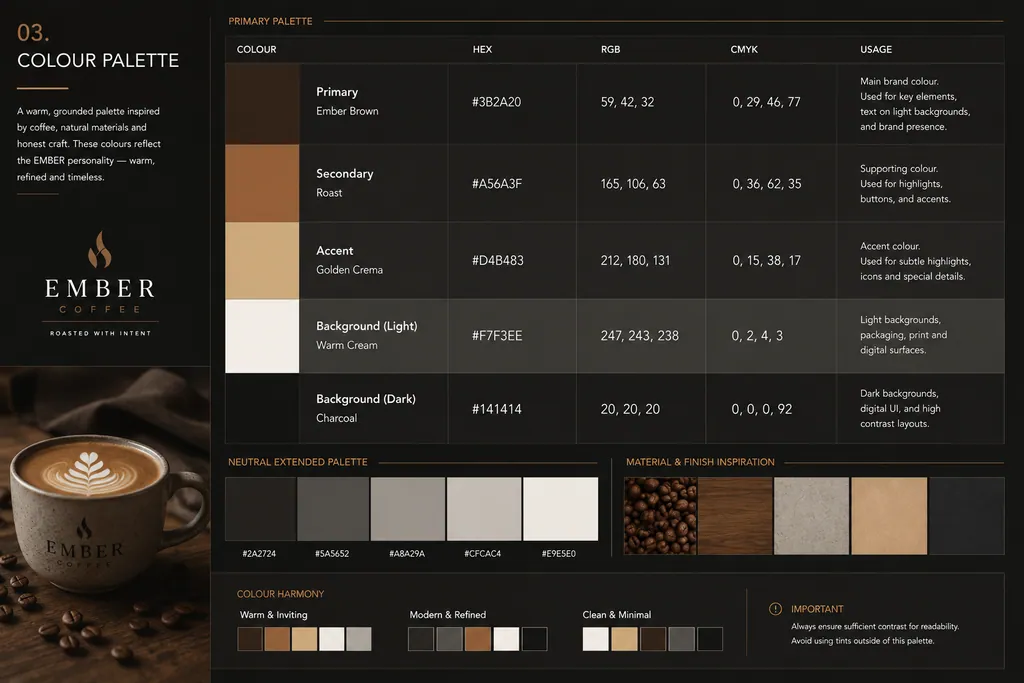 03.
COLOUR PALETTE
A warm, grounded palette inspired
by coffee, natural materials and
honest craft. These colours reflect
the EMBER personality — warm,
refined and timeless.
EMBER
COFFEE
ROASTED WITH INTENT
EMBER
COFFEE
PRIMARY PALETTE
COLOUR HEX RGB CMYK USAGE
Primary
Ember Brown
#3B2A20
59, 42, 32
0, 29, 46, 77
Main brand colour.
Used for key elements,
text on light backgrounds,
and brand presence.
Secondary
Roast
#A56A3F
165, 106, 63
0, 36, 62, 35
Supporting colour.
Used for highlights,
buttons, and accents.
Accent
Golden Crema
#D4B483
212, 180, 131
0, 15, 38, 17
Accent colour.
Used for subtle highlights,
icons and special details.
Background (Light)
Warm Cream
#F7F3EE
247, 243, 238
0, 2, 4, 3
Light backgrounds,
packaging, print and
digital surfaces.
Background (Dark)
Charcoal
#141414
20, 20, 20
0, 0, 0, 92
Dark backgrounds,
digital UI, and high
contrast layouts.
NEUTRAL EXTENDED PALETTE
#2A2724 #5A5652 #A8A29A #CFCAC4 #E9E5E0
MATERIAL & FINISH INSPIRATION
COLOUR HARMONY
Warm & Inviting
Modern & Refined
Clean & Minimal
IMPORTANT
Always ensure sufficient contrast for readability.
Avoid using tints outside of this palette.